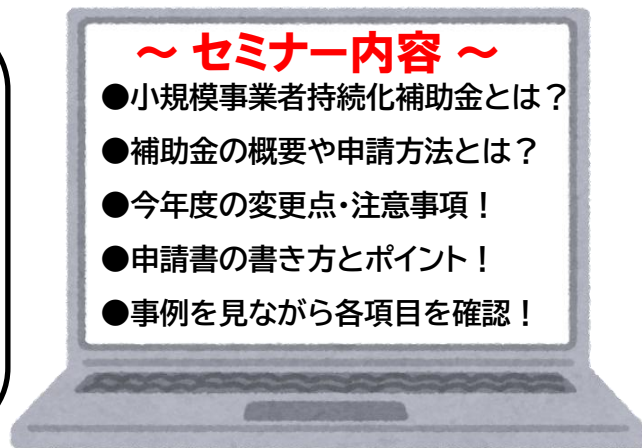 ～ セミナー内容 ～
●小規模事業者持続化補助金とは？
●補助金の概要や申請方法とは？
●今年度の変更点・注意事項！
●申請書の書き方とポイント！
●事例を見ながら各項目を確認！